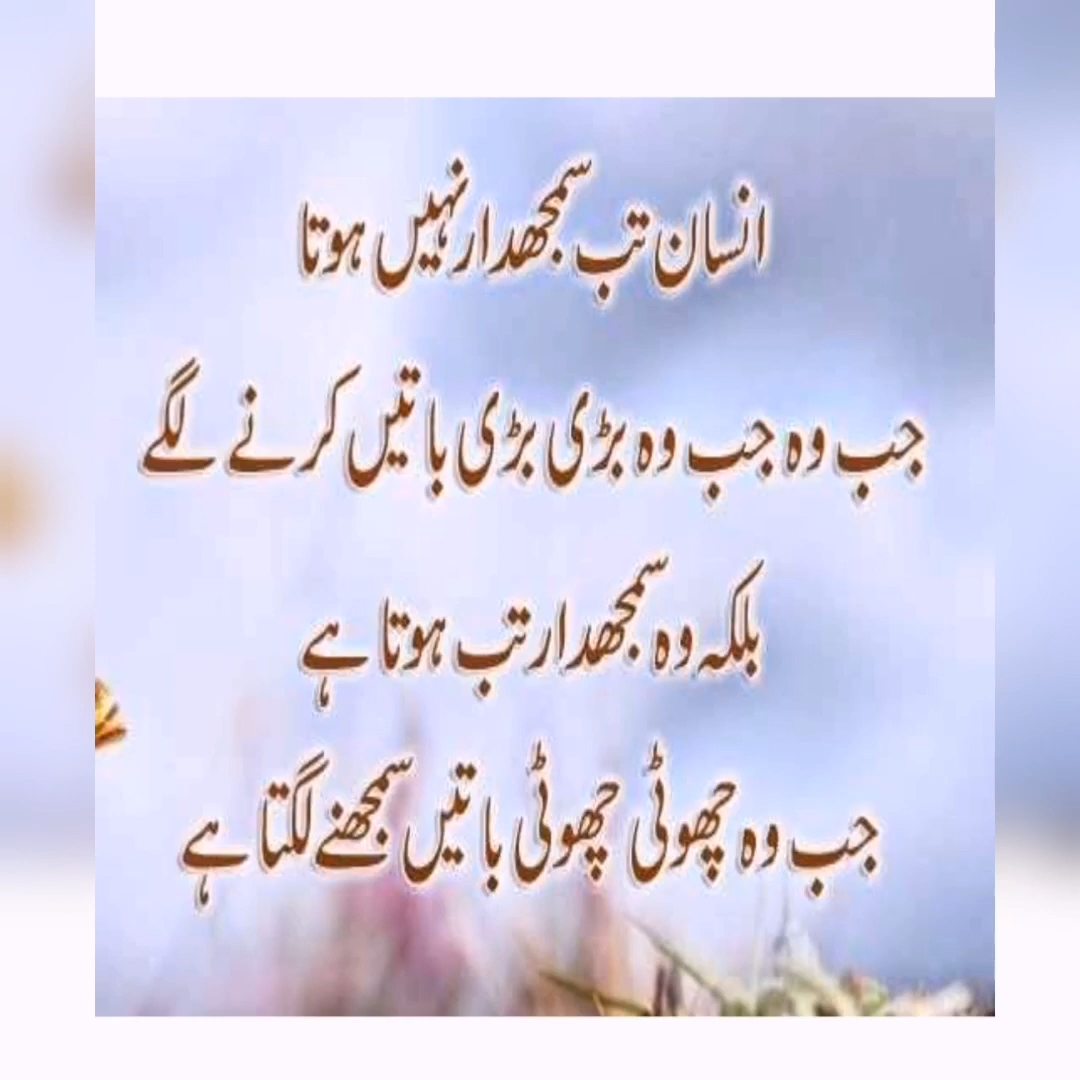 انسان تب سمجھدار نہیں ہوتا
جب وہ جب وہ بڑی بڑی باتیں کرنے لگے
بلکہ وہ سمجھدار تب ہوتا ہے
جب وہ چھوٹی چھوٹی باتیں سمجھنے لگتا ہے